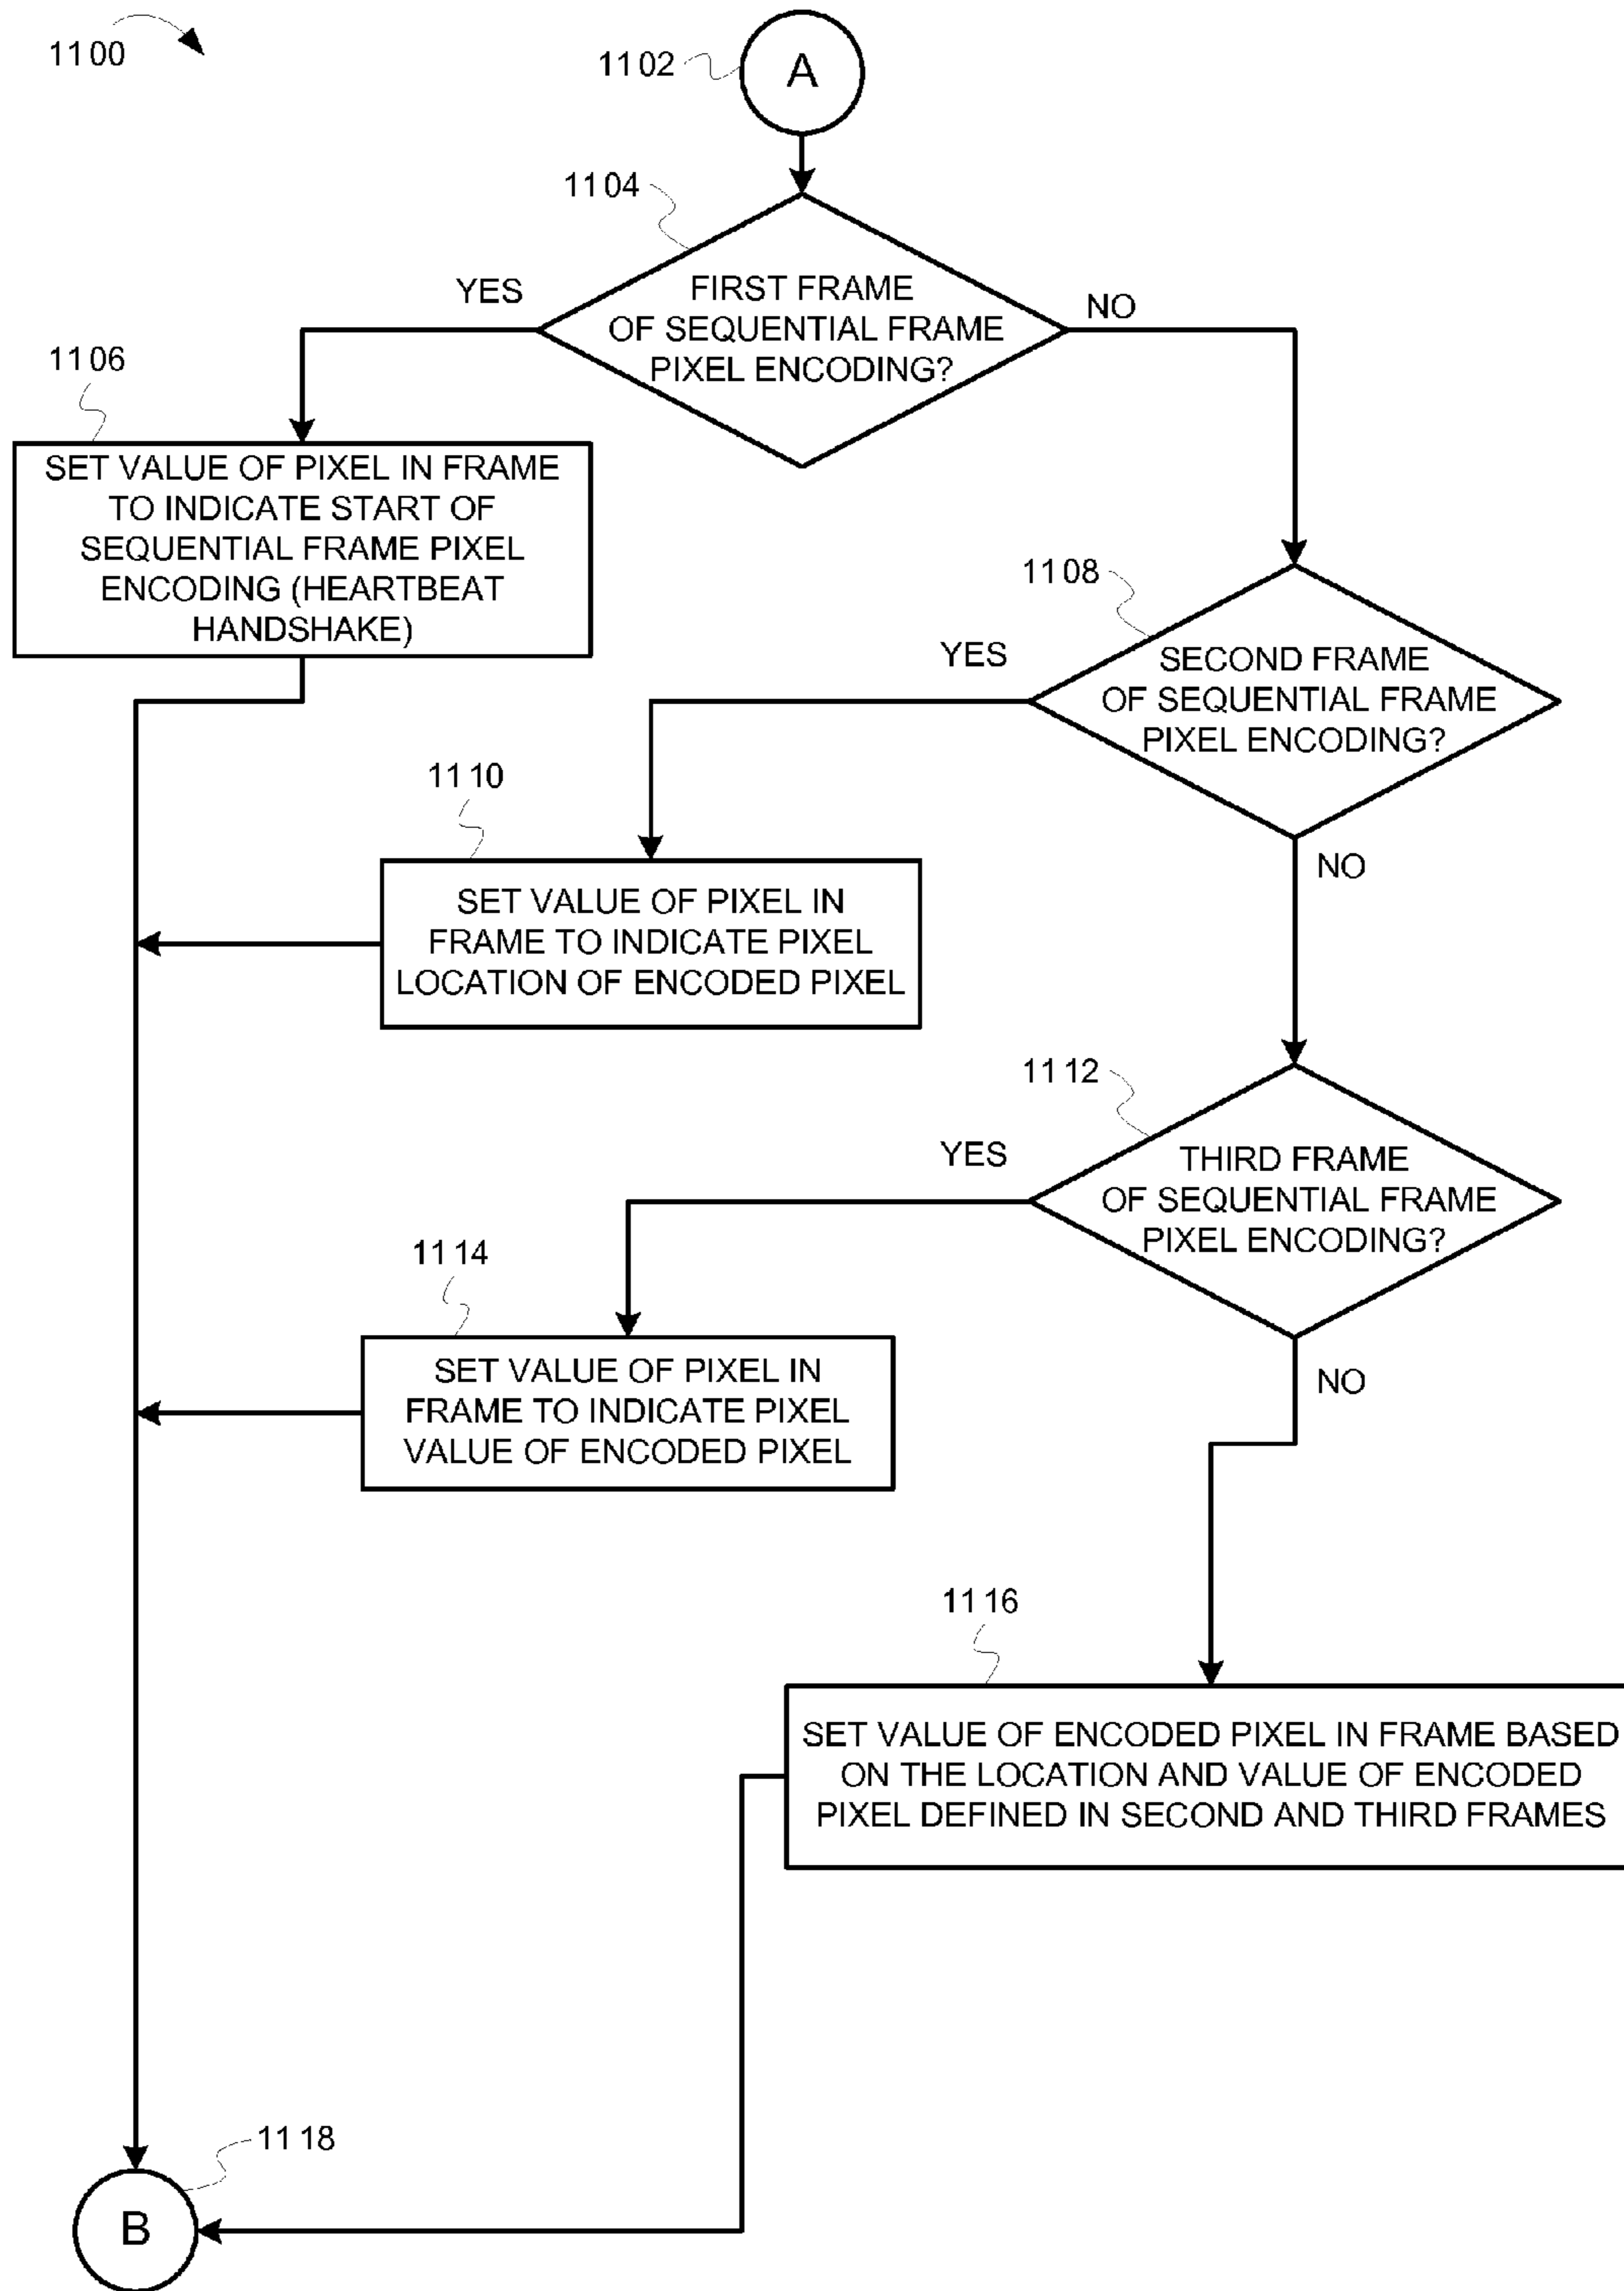 1100
1102
A
1104
FIRST FRAME
OF SEQUENTIAL FRAME
PIXEL ENCODING?
YES
NO
1106
SET VALUE OF PIXEL IN FRAME
TO INDICATE START OF
SEQUENTIAL FRAME PIXEL
ENCODING (HEARTBEAT
HANDSHAKE)
1108
SECOND FRAME
OF SEQUENTIAL FRAME
PIXEL ENCODING?
YES
NO
1110
SET VALUE OF PIXEL IN
FRAME TO INDICATE PIXEL
LOCATION OF ENCODED PIXEL
1112
THIRD FRAME
OF SEQUENTIAL FRAME
PIXEL ENCODING?
YES
NO
1114
SET VALUE OF PIXEL IN
FRAME TO INDICATE PIXEL
VALUE OF ENCODED PIXEL
1116
SET VALUE OF ENCODED PIXEL IN FRAME BASED
ON THE LOCATION AND VALUE OF ENCODED
PIXEL DEFINED IN SECOND AND THIRD FRAMES
1118
B